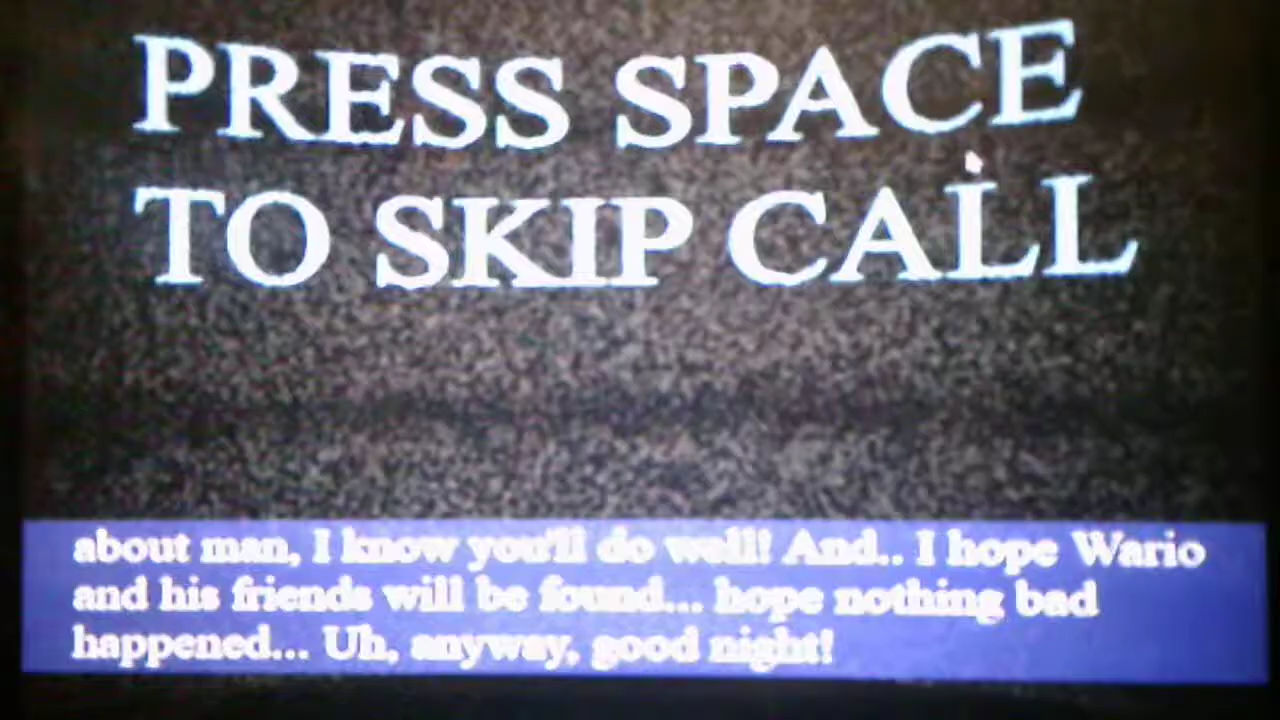 PRESS SPACE
TO SKIP CALL
about man, I know you'll do well! And.. I hope Wario
and his friends will be found... hope nothing bad
happened... Uh, anyway, good night!